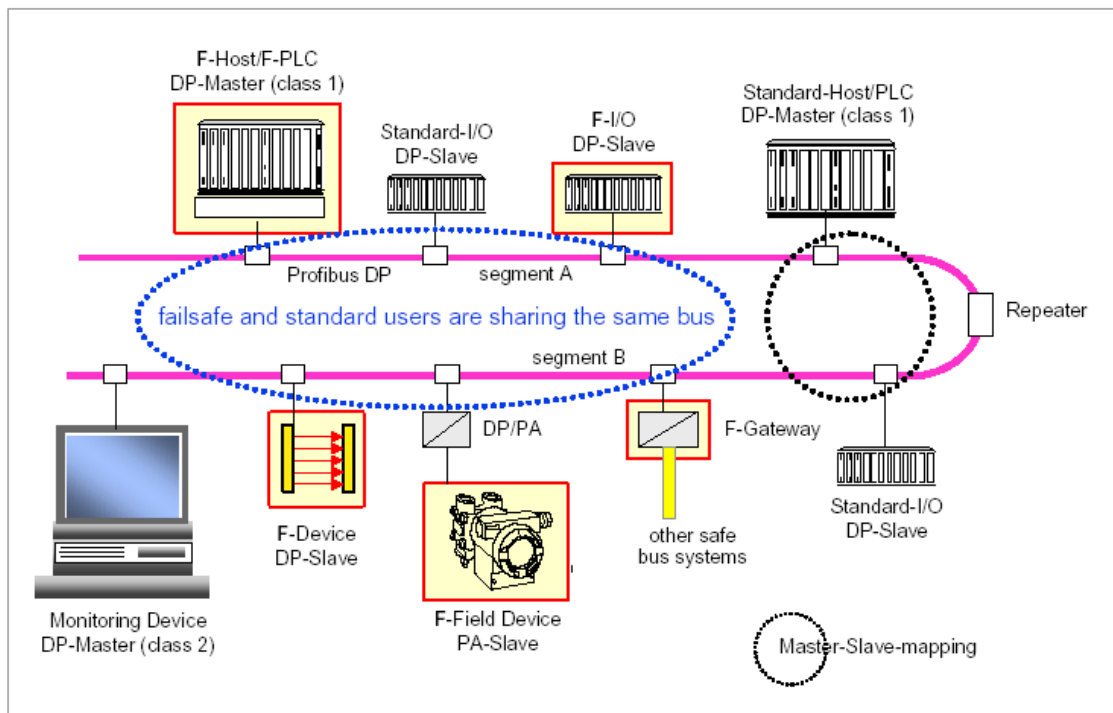 F-Host/F-PLC
DP-Master (class 1)
Standard-I/O
DP-Slave
F-I/O
DP-Slave
Standard-Host/PLC
DP-Master (class 1)
Profibus DP
segment A
failsafe and standard users are sharing the same bus
Repeater
segment B
DP/PA
F-Gateway
F-Device
DP-Slave
other safe
bus systems
Standard-I/O
DP-Slave
Monitoring Device
DP-Master (class 2)
F-Field Device
PA-Slave
Master-Slave-mapping